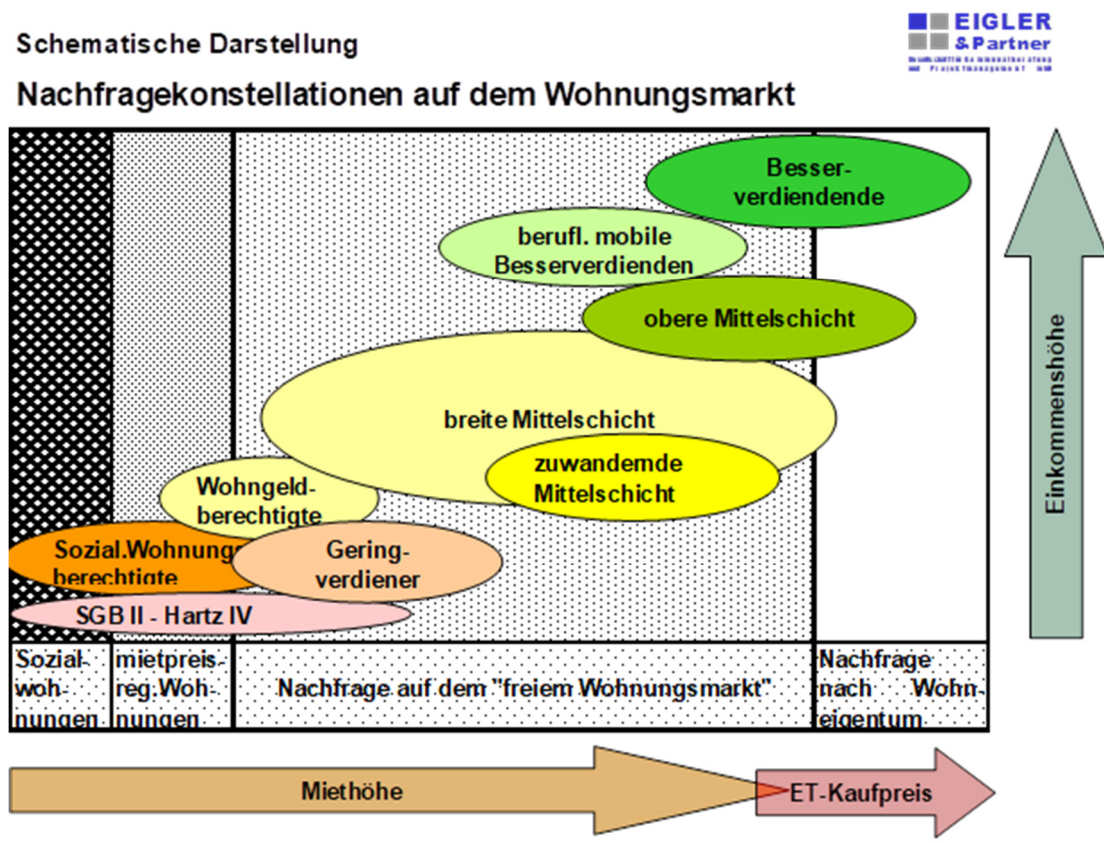 Schematische Darstellung
EIGLER
& Partner
Nachfragekonstellationen auf dem Wohnungsmarkt
Besser-
verdiendende
berufl. mobile
Besserverdienden
obere Mittelschicht
breite Mittelschicht
zuwandernde
Mittelschicht
Wohngeld-
berechtigte
Sozial.Wohnungs
berechtigte
Gering-
verdiener
SGB II - Hartz IV
Einkommenshöhe
Sozial-
woh-
nungen
mietpreis-
reg.Woh-
nungen
Nachfrage auf dem "freiem Wohnungsmarkt"
Nachfrage
nach Wohn-
eigentum
Miethöhe
ET-Kaufpreis